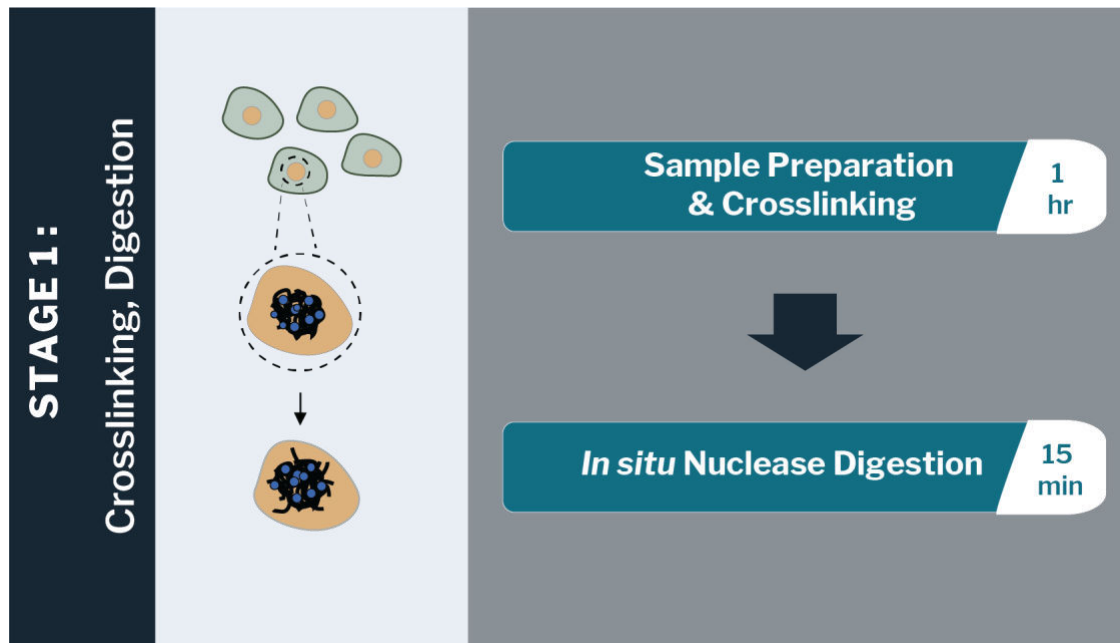 STAGE 1:
Crosslinking, Digestion
Sample Preparation
& Crosslinking
1
hr
In situ Nuclease Digestion
15
min